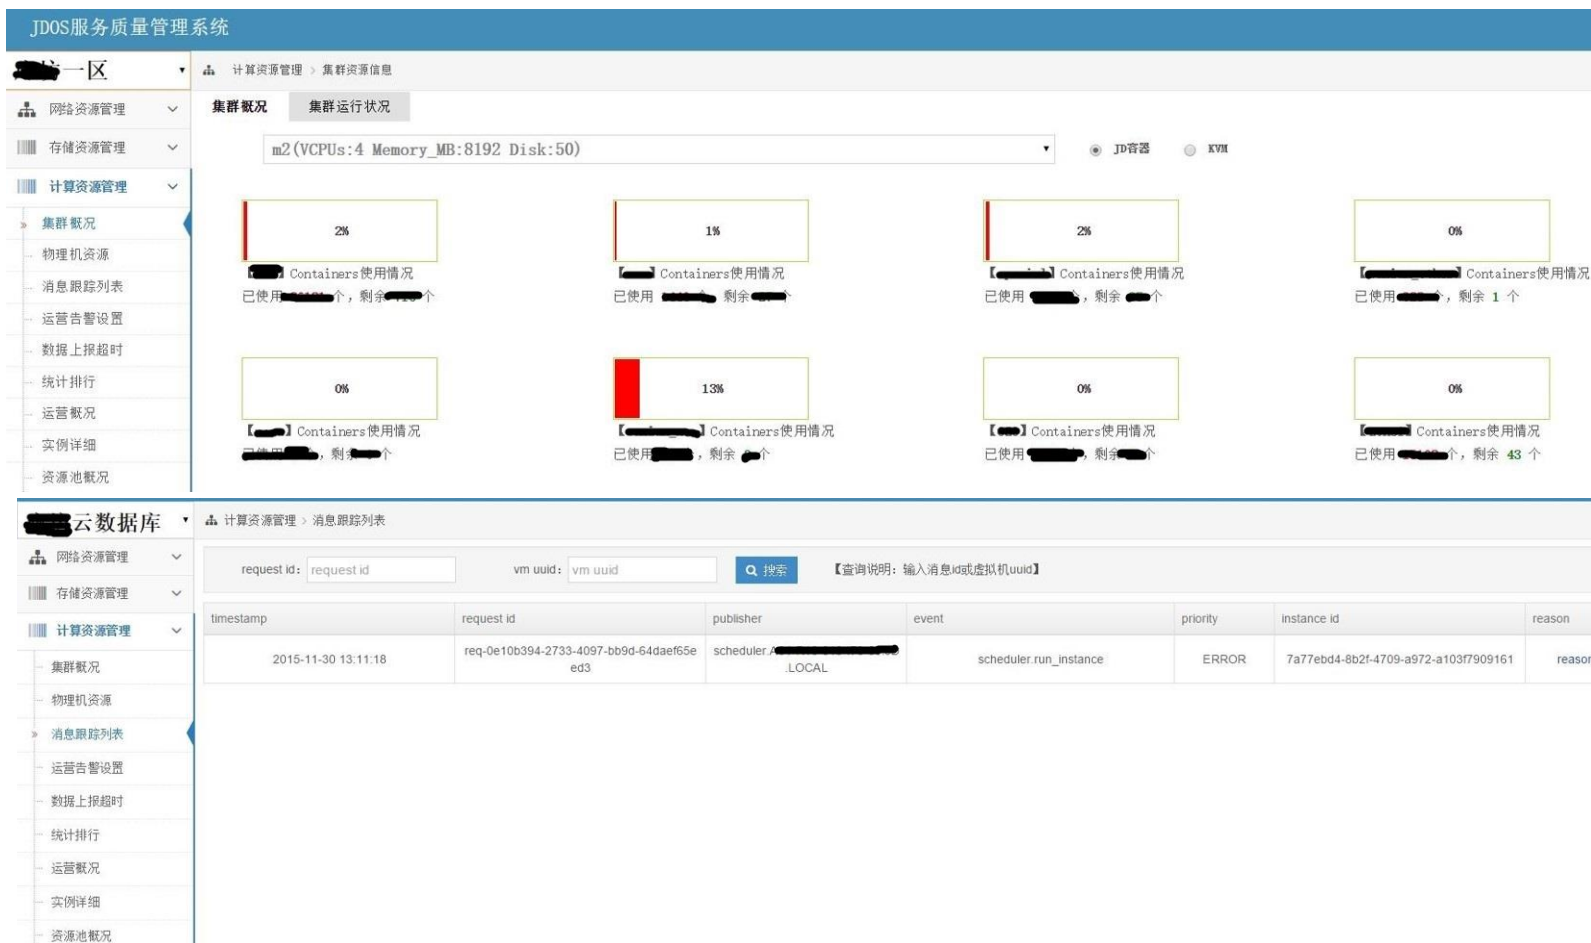 JDOS服务质量管理系统
一区
计算资源管理 > 集群资源信息
网络资源管理
存储资源管理
计算资源管理
集群概况
物理机资源
消息跟踪列表
运营告警设置
数据上报超时
统计排行
运营概况
实例详细
资源池概况
集群概况 集群运行状况
m2(VCPUs:4 Memory_MB:8192 Disk:50) JD容器 KVM
2% 1% 2% 0%
【 】Containers使用情况 【 】Containers使用情况 【 】Containers使用情况 【 】Containers使用情况
已使用 个，剩余 个 已使用 个，剩余 个 已使用 ，剩余 个 已使用 个，剩余 1 个
0% 13% 0% 0%
【 】Containers使用情况 【 】Containers使用情况 【 】Containers使用情况 【 】Containers使用情况
已使用 ，剩 个 已使用 ，剩余 个 已使用 ，剩 个 已使用 个，剩余 43 个
云数据库
计算资源管理 > 消息跟踪列表
网络资源管理
存储资源管理
计算资源管理
集群概况
物理机资源
消息跟踪列表
运营告警设置
数据上报超时
统计排行
运营概况
实例详细
资源池概况
request id: request id vm uuid: vm uuid 搜索 【查询说明：输入消息id或虚拟机uuid】
timestamp request id publisher event priority instance id reason
2015-11-30 13:11:18 req-0e10b394-2733-4097-bb9d-64daef65e scheduler. scheduler.run_instance ERROR 7a77ebd4-8b2f-4709-a972-a103f7909161 reason
ed3 .LOCAL